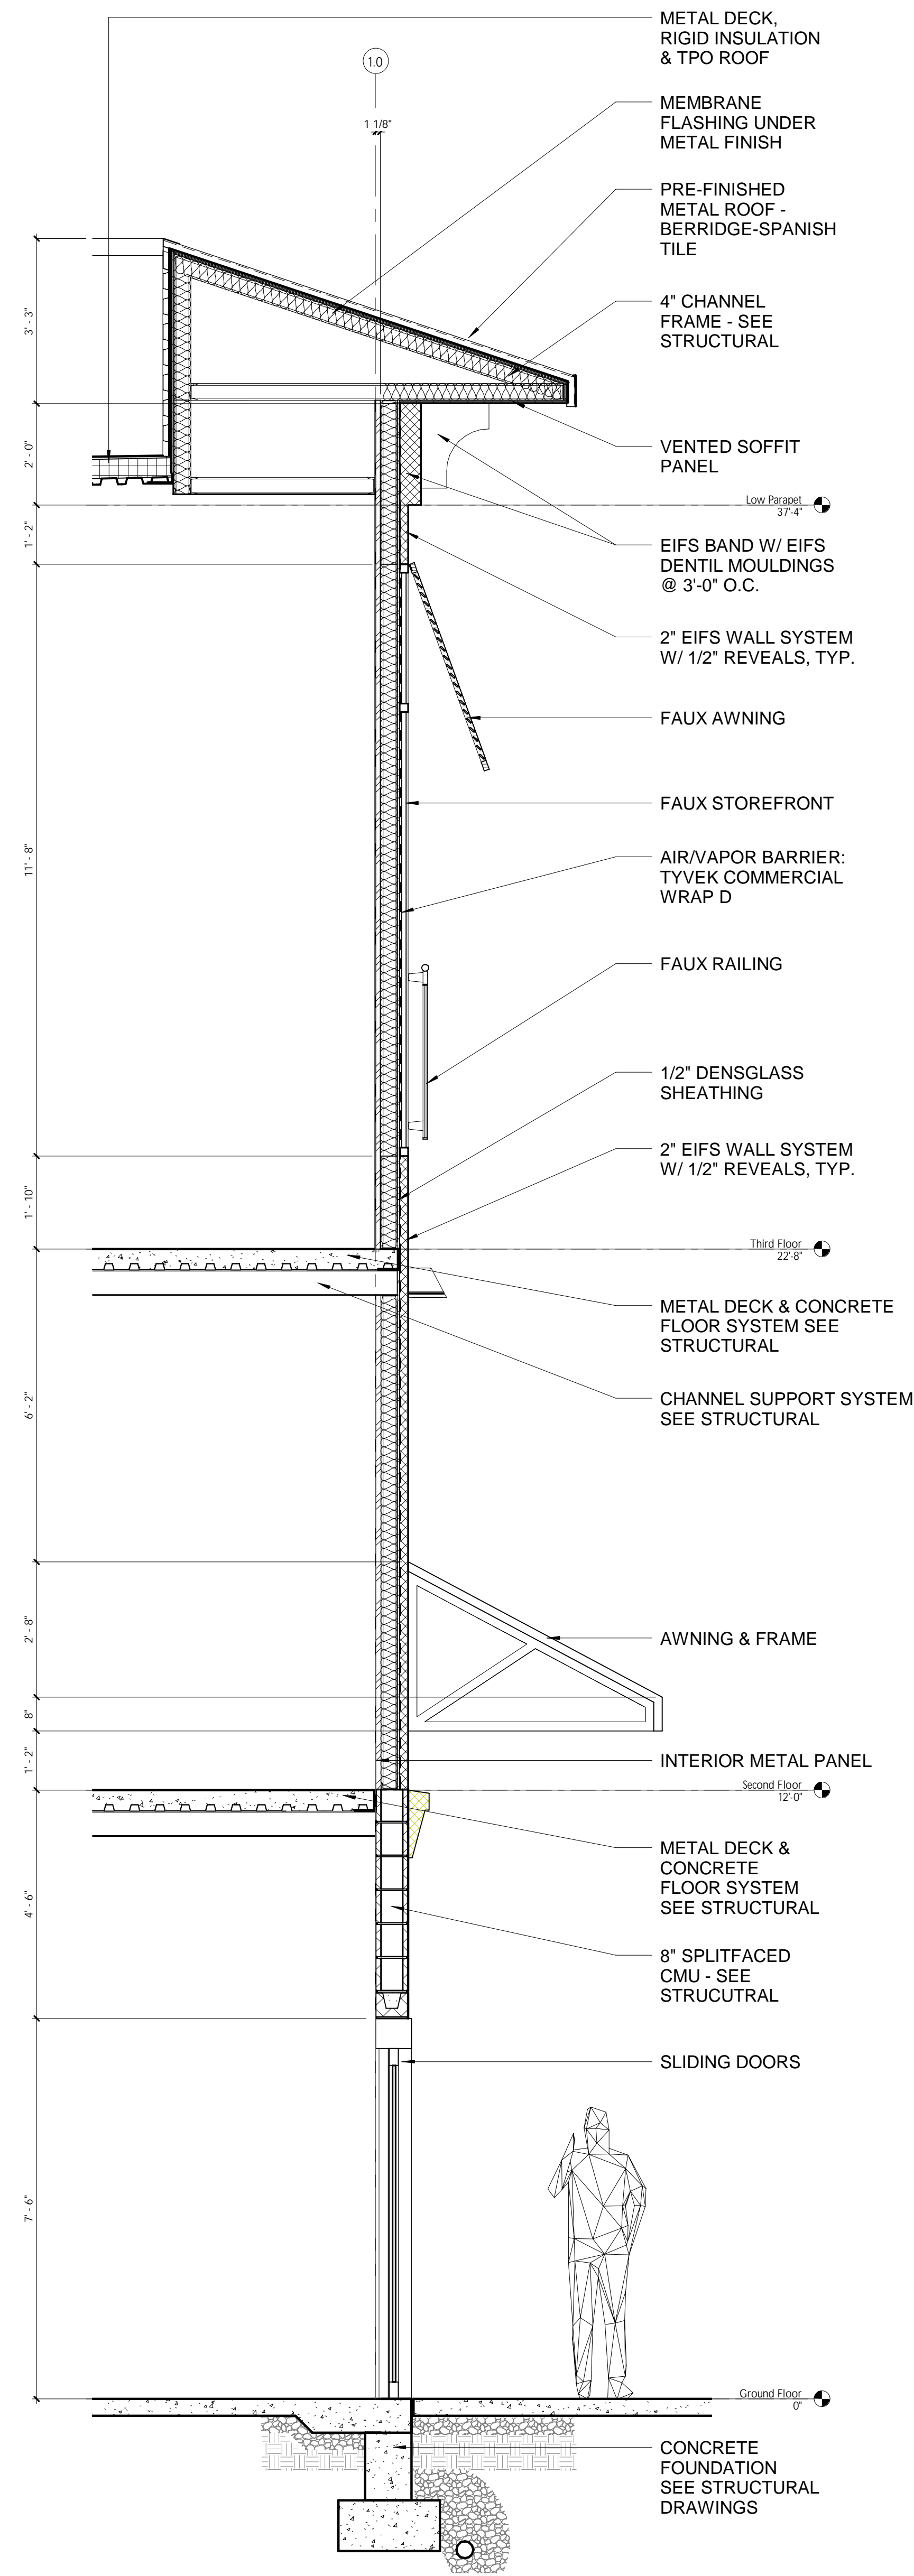 METAL DECK,
RIGID INSULATION
& TPO ROOF
1.0
1 1/8"
MEMBRANE
FLASHING UNDER
METAL FINISH
PRE-FINISHED
METAL ROOF -
BERRIDGE-SPANISH
TILE
3' - 3"
4" CHANNEL
FRAME - SEE
STRUCTURAL
2' - 0"
VENTED SOFFIT
PANEL
Low Parapet
37'-4"
1' - 2"
EIFS BAND W/ EIFS
DENTIL MOULDINGS
@ 3'-0" O.C.
2" EIFS WALL SYSTEM
W/ 1/2" REVEALS, TYP.
FAUX AWNING
FAUX STOREFRONT
11' - 8"
AIR/VAPOR BARRIER:
TYVEK COMMERCIAL
WRAP D
FAUX RAILING
1/2" DENSGLASS
SHEATHING
2" EIFS WALL SYSTEM
W/ 1/2" REVEALS, TYP.
1' - 10"
Third Floor
22'-8"
METAL DECK & CONCRETE
FLOOR SYSTEM SEE
STRUCTURAL
CHANNEL SUPPORT SYSTEM
SEE STRUCTURAL
6' - 2"
2' - 8"
AWNING & FRAME
8"
1' - 2"
INTERIOR METAL PANEL
Second Floor
12'-0"
METAL DECK &
CONCRETE
FLOOR SYSTEM
SEE STRUCTURAL
4' - 6"
8" SPLITFACED
CMU - SEE
STRUCUTRAL
SLIDING DOORS
7' - 6"
Ground Floor
0"
CONCRETE
FOUNDATION
SEE STRUCTURAL
DRAWINGS